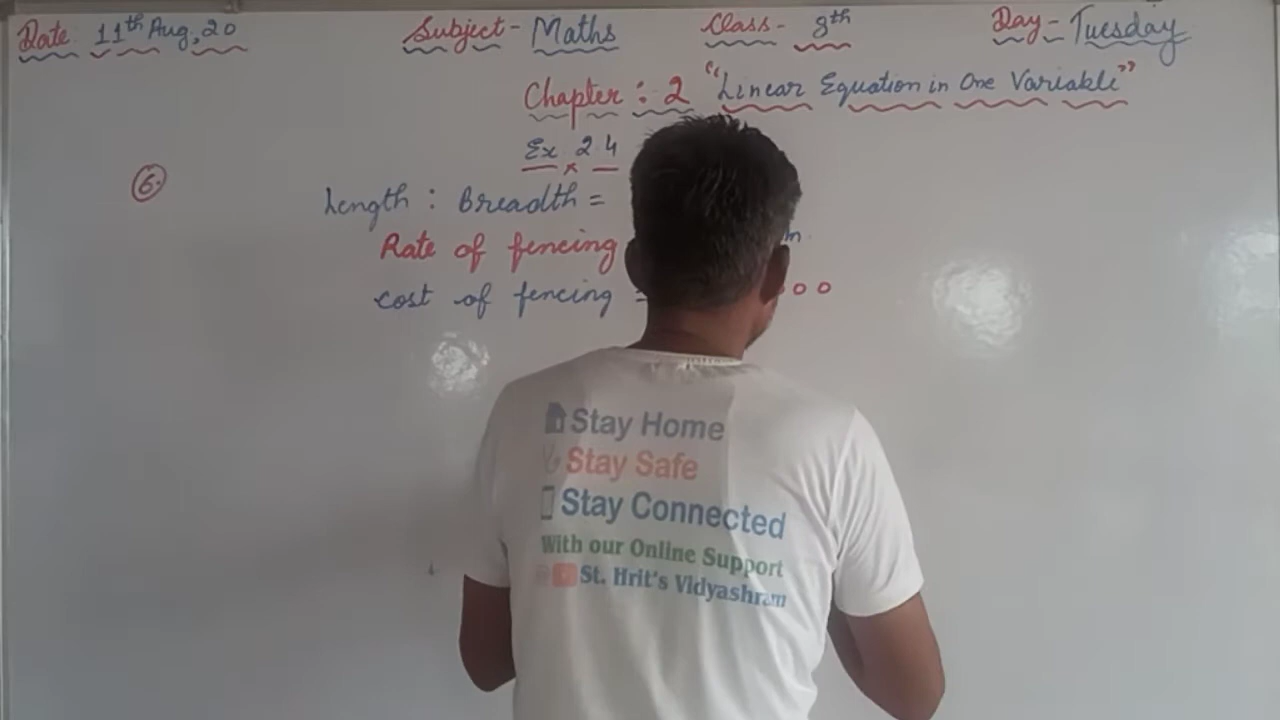 Date: 11th Aug, 20 Subject - Maths Class - 8th Day - Tuesday
Chapter : 2 "Linear Equation in One Variable"
Ex 2.4
6. Length : Breadth =
Rate of fencing m.
cost of fencing = 00
Stay Home
Stay Safe
Stay Connected
With our Online Support
St. Hrit's Vidyashram